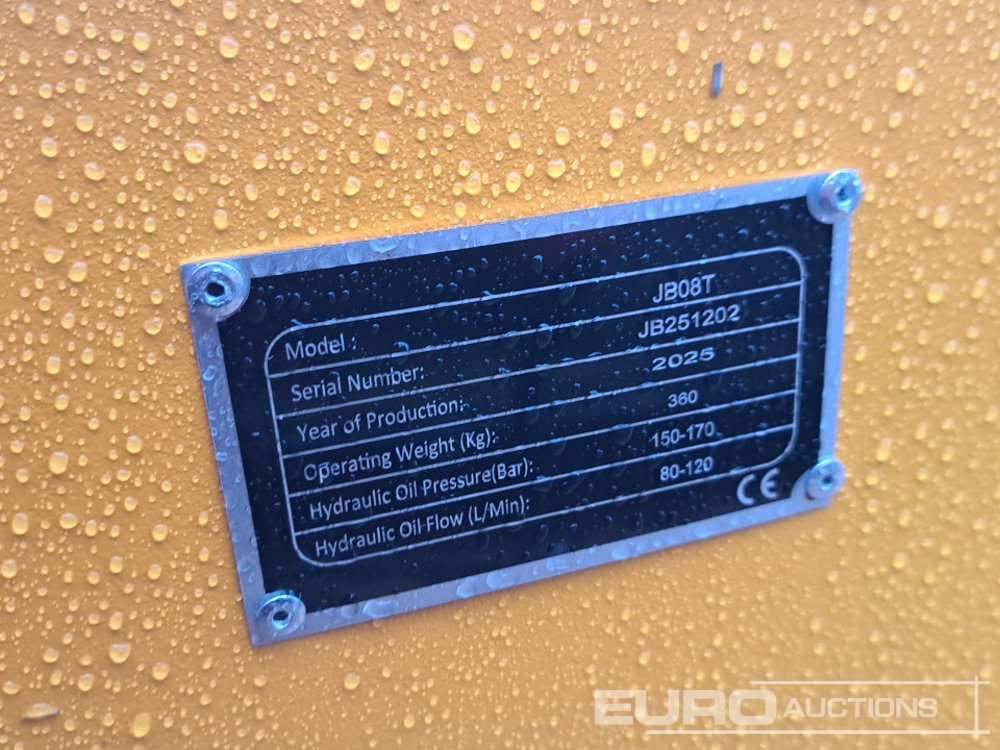 Model : JB08T
Serial Number: JB251202
Year of Production: 2025
Operating Weight (Kg): 360
Hydraulic Oil Pressure(Bar): 150-170
Hydraulic Oil Flow (L/Min): 80-120
CE
EURO AUCTIONS